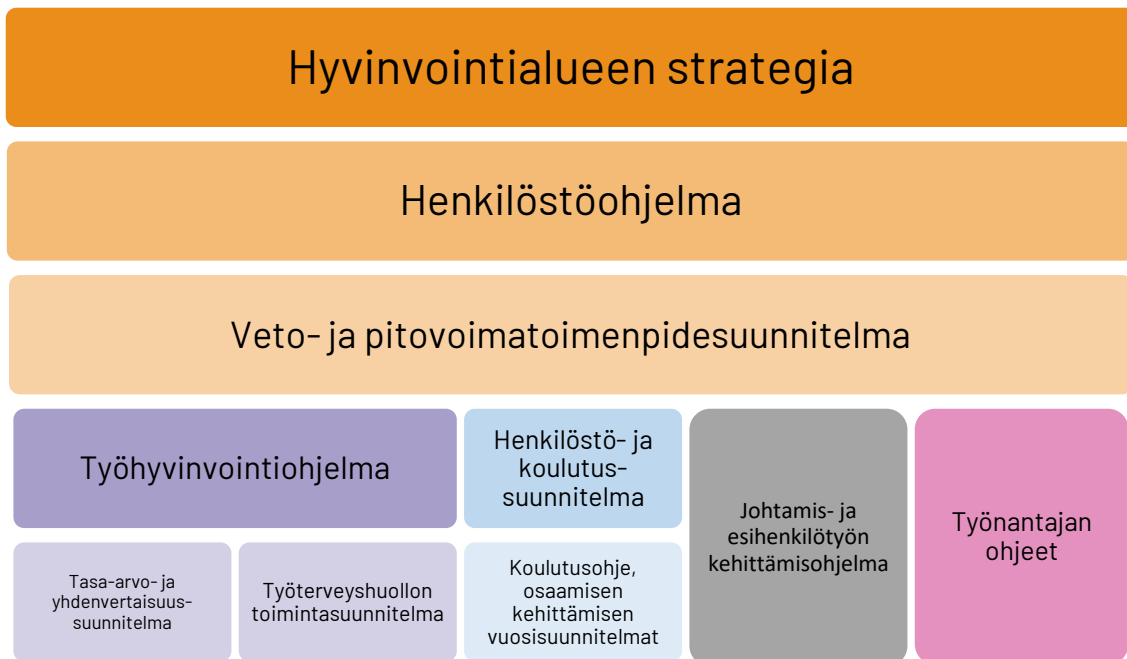 Hyvinvointialueen strategia
Henkilöstöohjelma
Veto- ja pitovoimatoimenpidesuunnitelma
Työhyvinvointiohjelma
Henkilöstö- ja
koulutus-
suunnitelma
Johtamis- ja
esihenkilötyön
kehittämisohjelma
Työnantajan
ohjeet
Tasa-arvo- ja
yhdenvertaisuus-
suunnitelma
Työterveyshuollon
toimintasuunnitelma
Koulutusohje,
osaamisen
kehittämisen
vuosisuunnitelmat